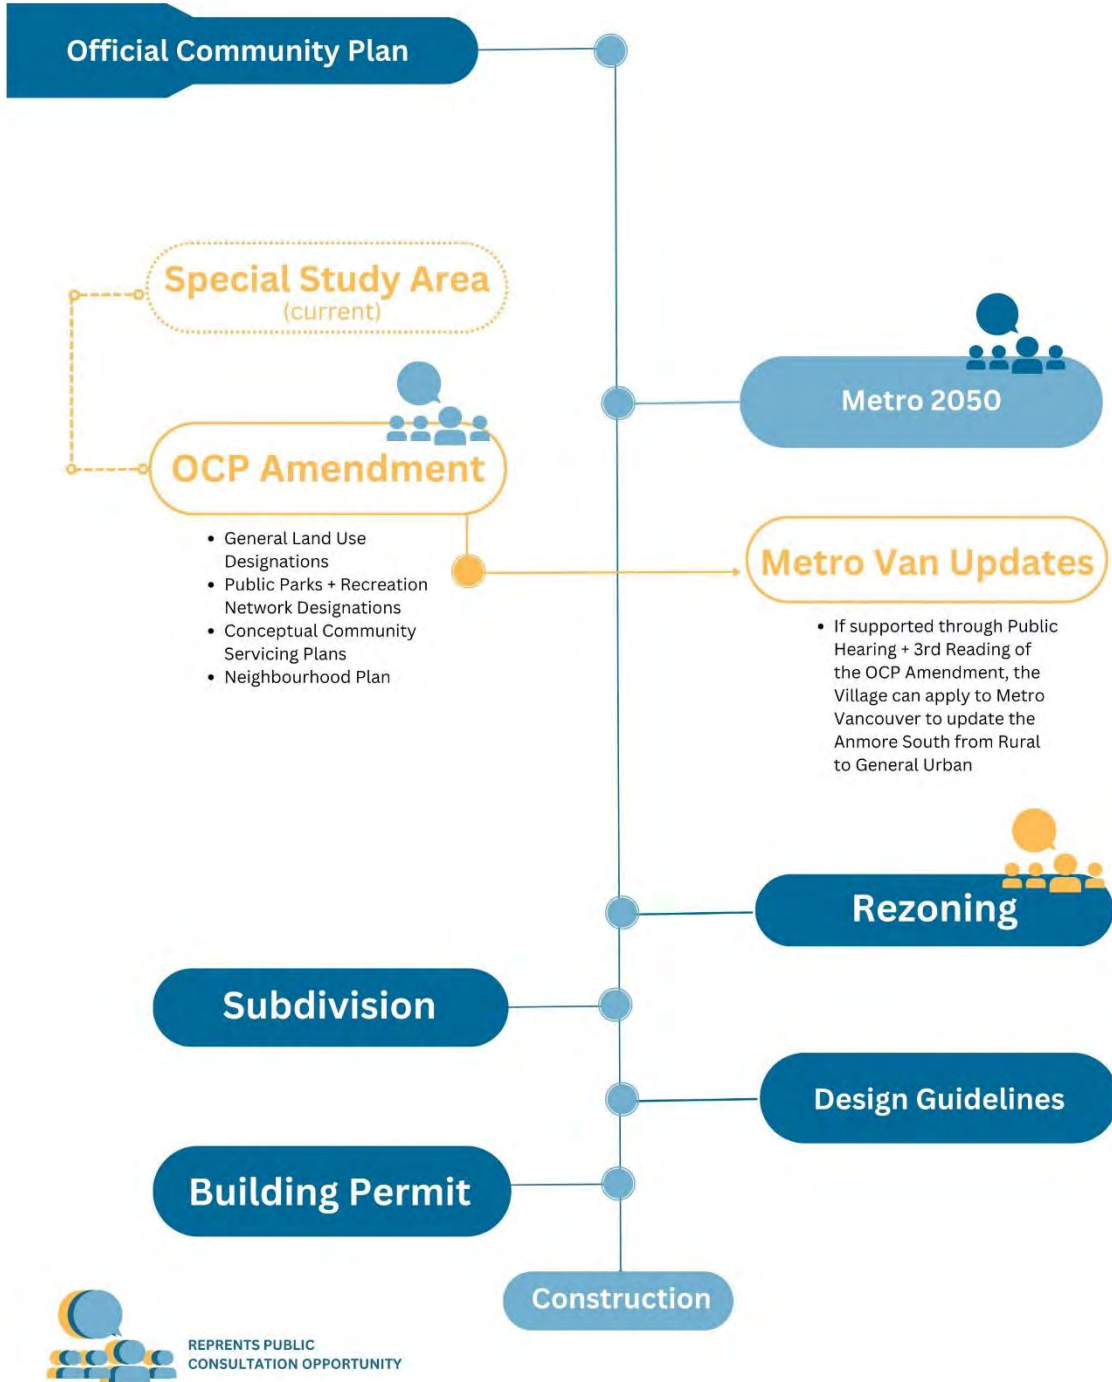 Official Community Plan
Special Study Area
(current)
Metro 2050
OCP Amendment
• General Land Use
Designations
• Public Parks + Recreation
Network Designations
• Conceptual Community
Servicing Plans
• Neighbourhood Plan
Metro Van Updates
• If supported through Public
Hearing + 3rd Reading of
the OCP Amendment, the
Village can apply to Metro
Vancouver to update the
Anmore South from Rural
to General Urban
Rezoning
Subdivision
Design Guidelines
Building Permit
Construction
REPRENTS PUBLIC
CONSULTATION OPPORTUNITY